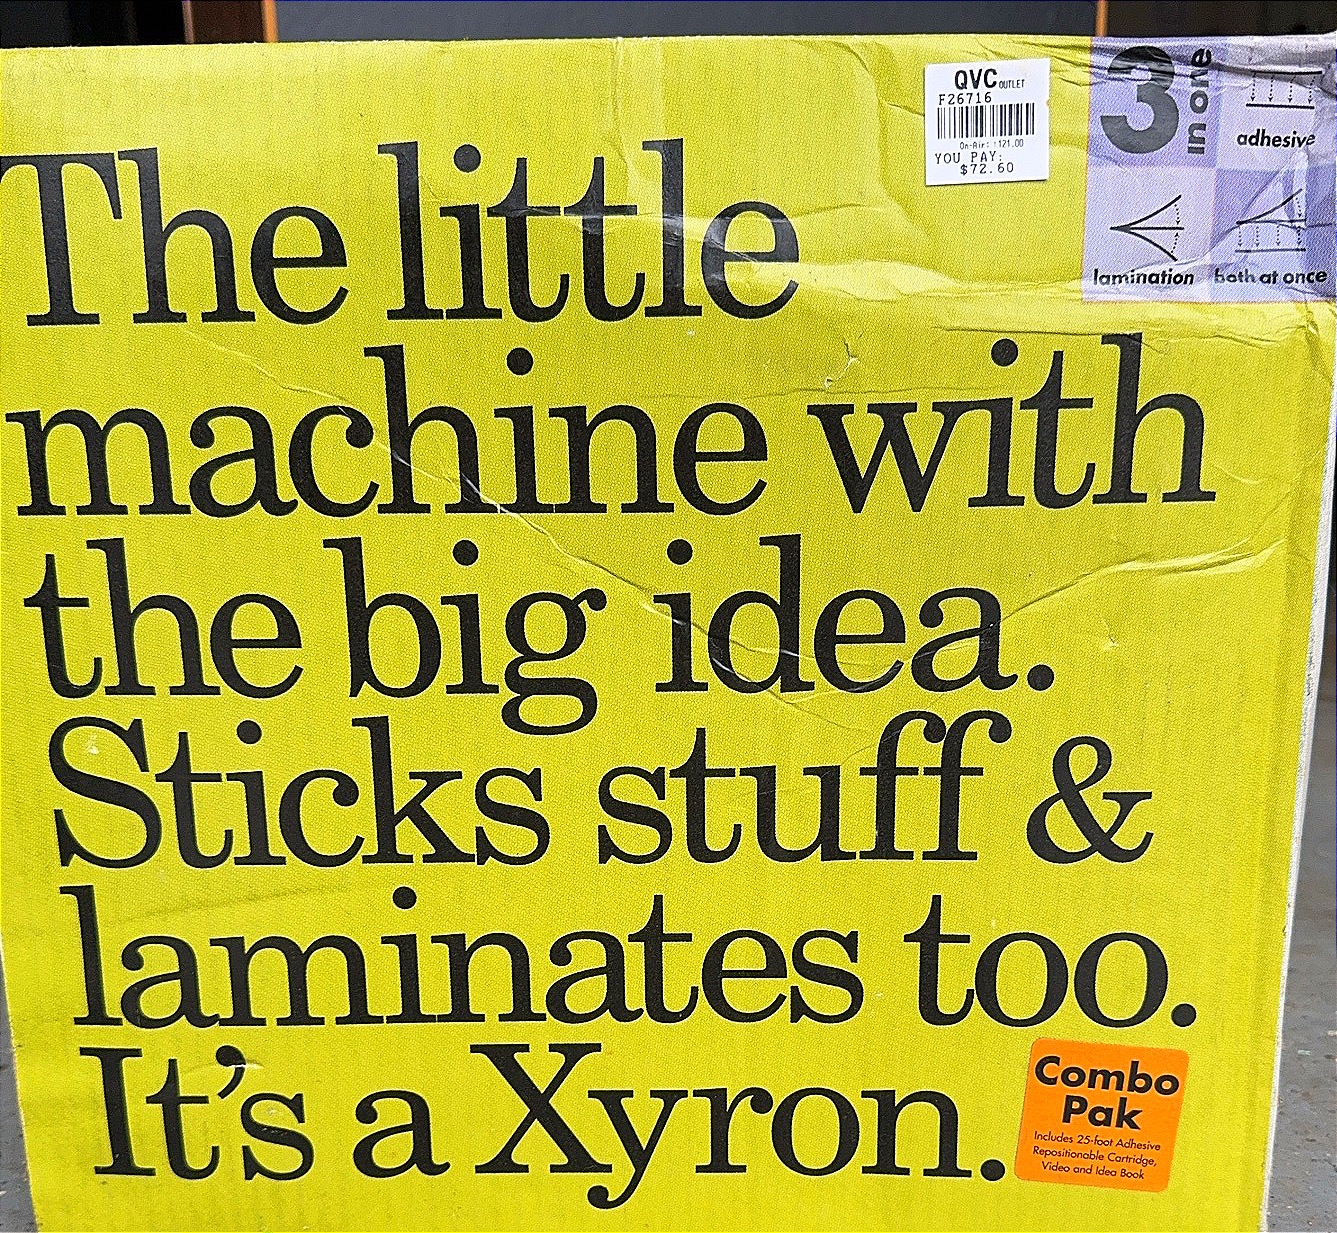 QVC OUTLET
F26716
On-Air: $121.00
YOU PAY:
$72.60
3 in one
adhesive
lamination both at once
The little
machine with
the big idea.
Sticks stuff &
laminates too.
It's a Xyron.
Combo
Pak
Includes 25-foot Adhesive
Repositionable Cartridge,
Video and Idea Book